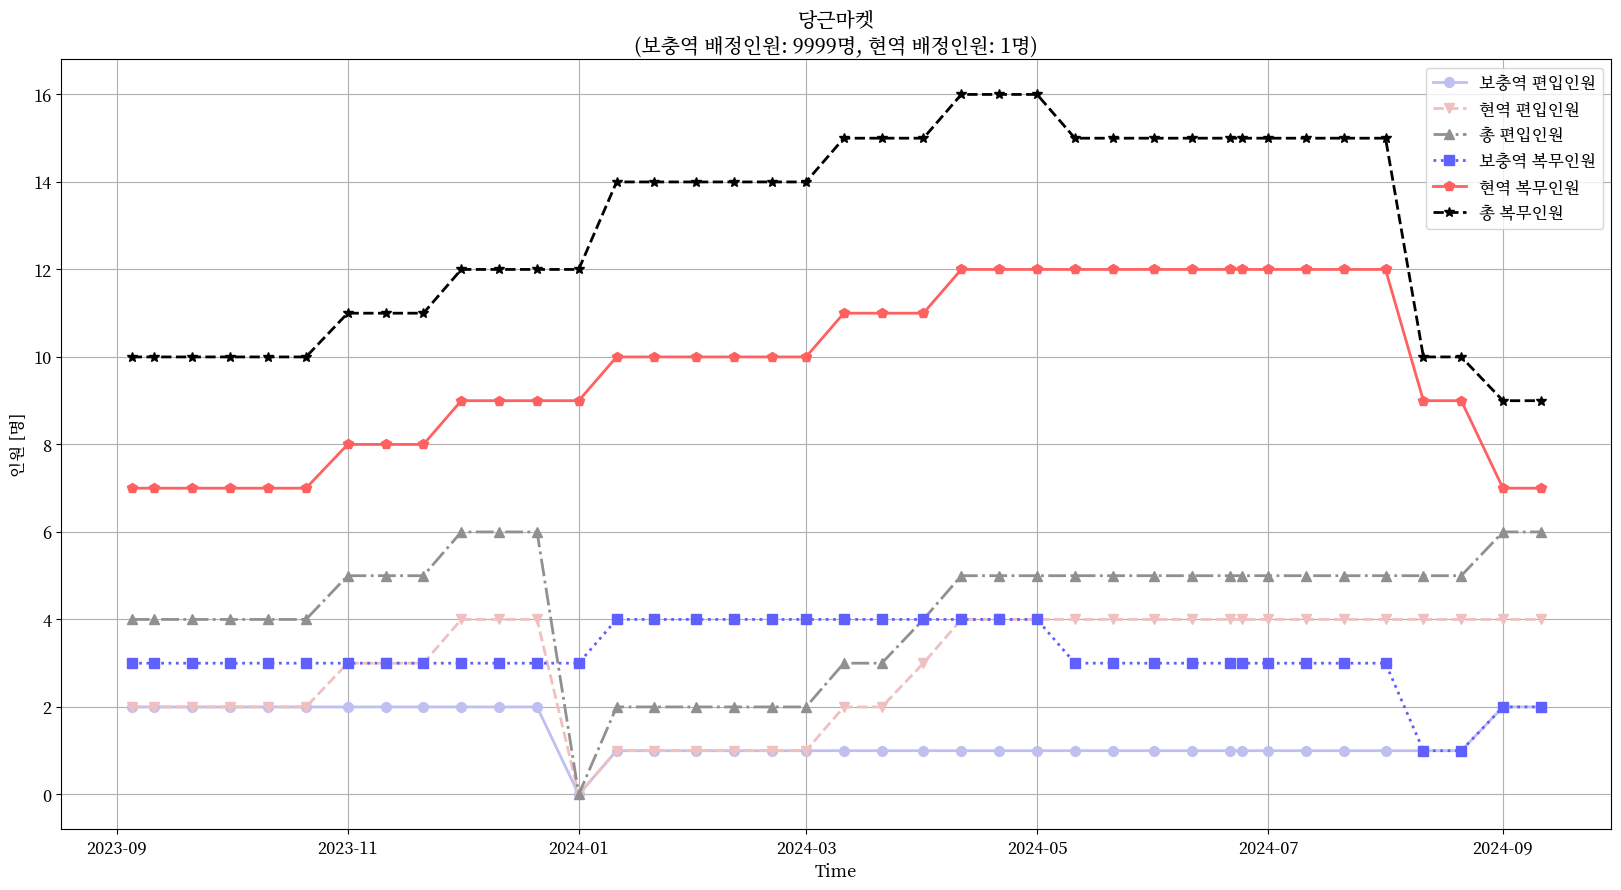 당근마켓
(보충역 배정인원: 9999명, 현역 배정인원: 1명)
보충역 편입인원
현역 편입인원
총 편입인원
보충역 복무인원
현역 복무인원
총 복무인원
인원 [명]
16
14
12
10
8
6
4
2
0
2023-09
2023-11
2024-01
2024-03
2024-05
2024-07
2024-09
Time